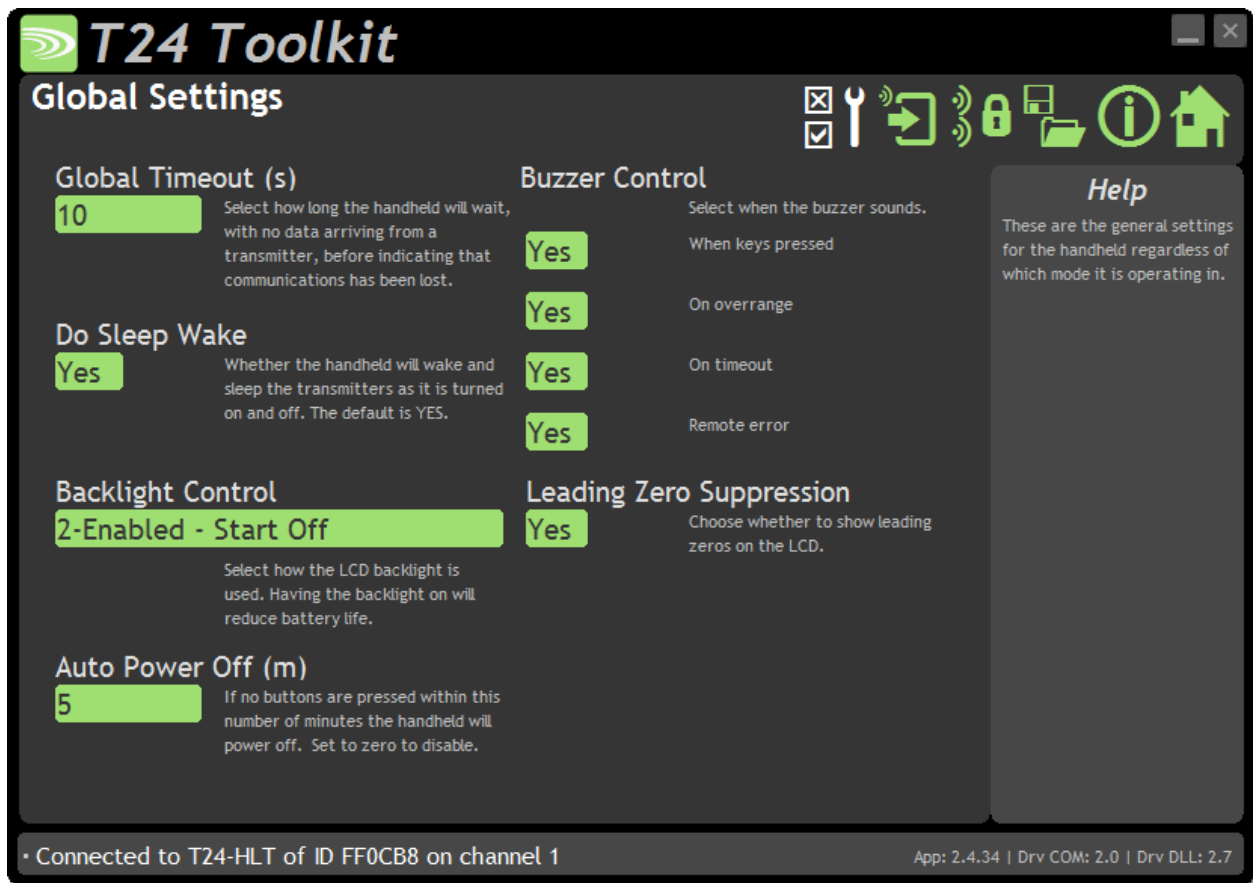 T24 Toolkit
Global Settings
Global Timeout (s)
10
Select how long the handheld will wait,
with no data arriving from a
transmitter, before indicating that
communications has been lost.
Do Sleep Wake
Yes
Whether the handheld will wake and
sleep the transmitters as it is turned
on and off. The default is YES.
Backlight Control
2-Enabled - Start Off
Select how the LCD backlight is
used. Having the backlight on will
reduce battery life.
Auto Power Off (m)
5
If no buttons are pressed within this
number of minutes the handheld will
power off.  Set to zero to disable.
Buzzer Control
Select when the buzzer sounds.
Yes
When keys pressed
Yes
On overrange
Yes
On timeout
Yes
Remote error
Leading Zero Suppression
Yes
Choose whether to show leading
zeros on the LCD.
Help
These are the general settings
for the handheld regardless of
which mode it is operating in.
Connected to T24-HLT of ID FF0CB8 on channel 1
App: 2.4.34 | Drv COM: 2.0 | Drv DLL: 2.7